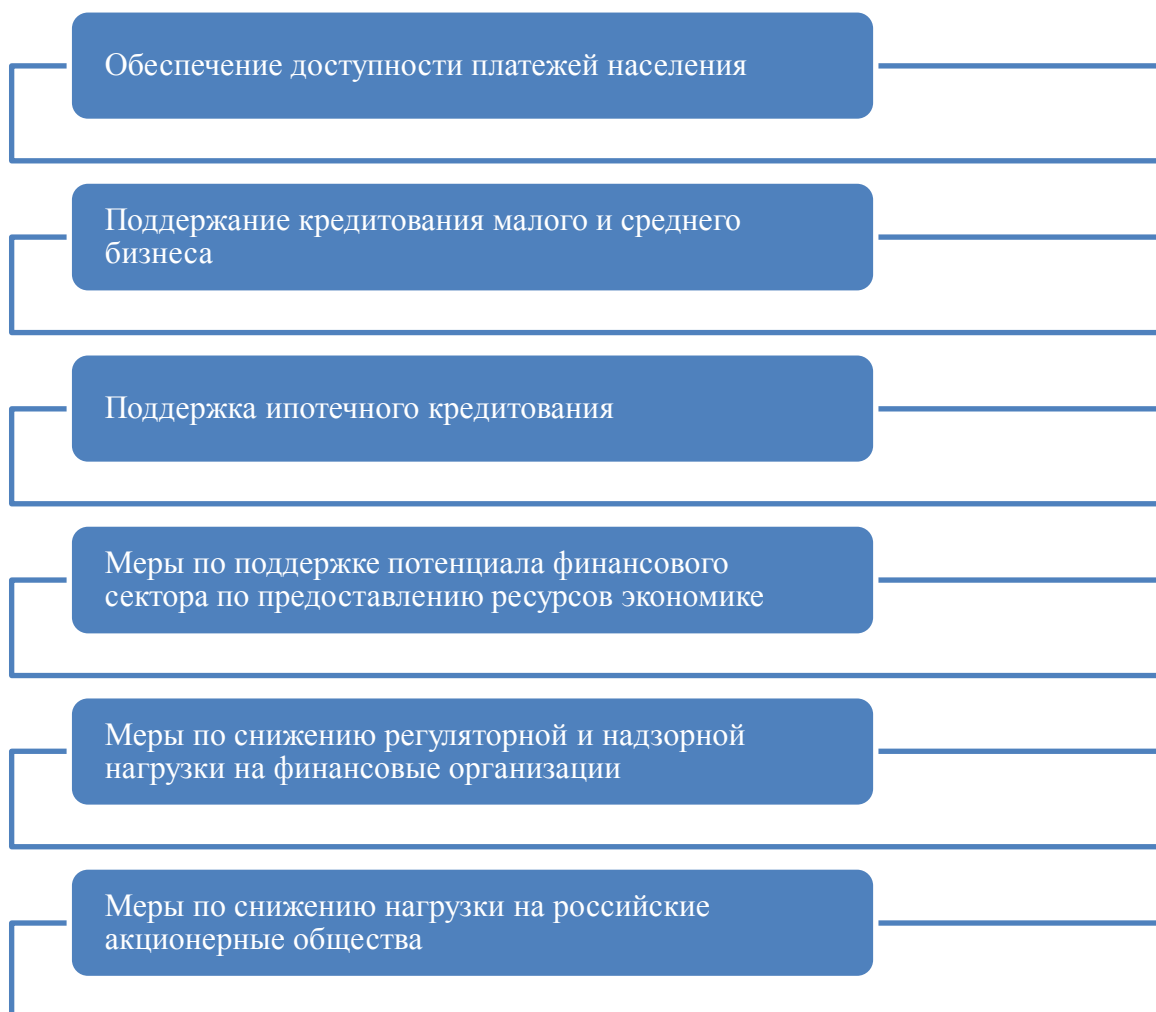 Обеспечение доступности платежей населения
Поддержание кредитования малого и среднего
бизнеса
Поддержка ипотечного кредитования
Меры по поддержке потенциала финансового
сектора по предоставлению ресурсов экономике
Меры по снижению регуляторной и надзорной
нагрузки на финансовые организации
Меры по снижению нагрузки на российские
акционерные общества